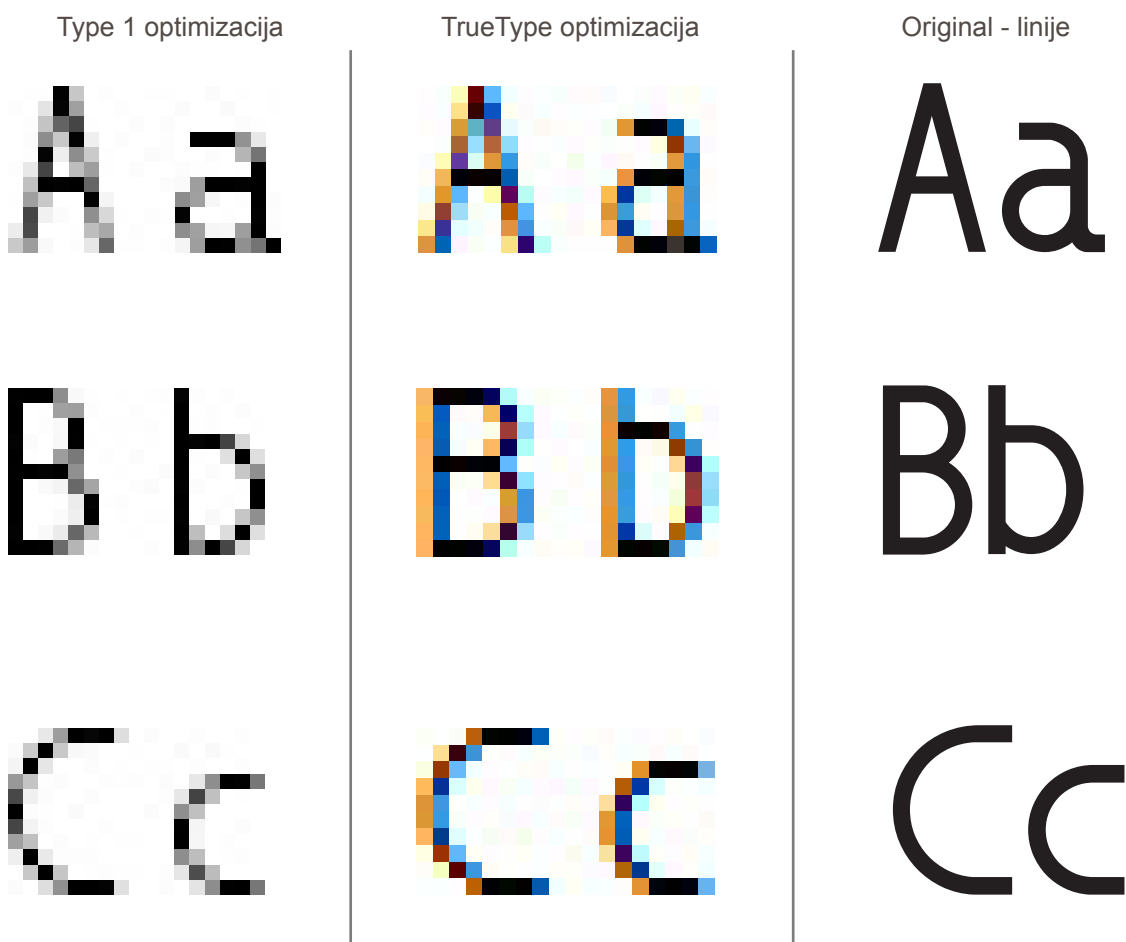 Type 1 optimizacija TrueType optimizacija Original - linije
Aa Aa Aa
Bb Bb Bb
Cc Cc Cc